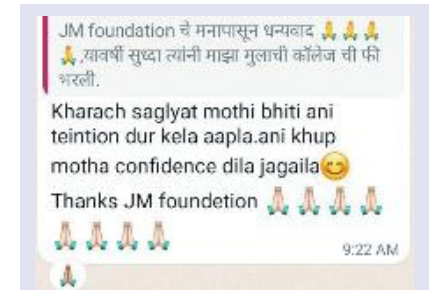 JM foundation चे मनापासून धन्यवाद 🙏🙏🙏
🙏,यावर्षी सुध्दा त्यांनी माझा मुलाची कॉलेज ची फी
भरली.
Kharach saglyat mothi bhiti ani
teintion dur kela aapla.ani khup
motha confidence dila jagaila😊
Thanks JM foundetion 🙏🏻 🙏🏻 🙏🏻 🙏🏻
🙏🏻 🙏🏻 🙏🏻 🙏🏻
9:22 AM
🙏🏻